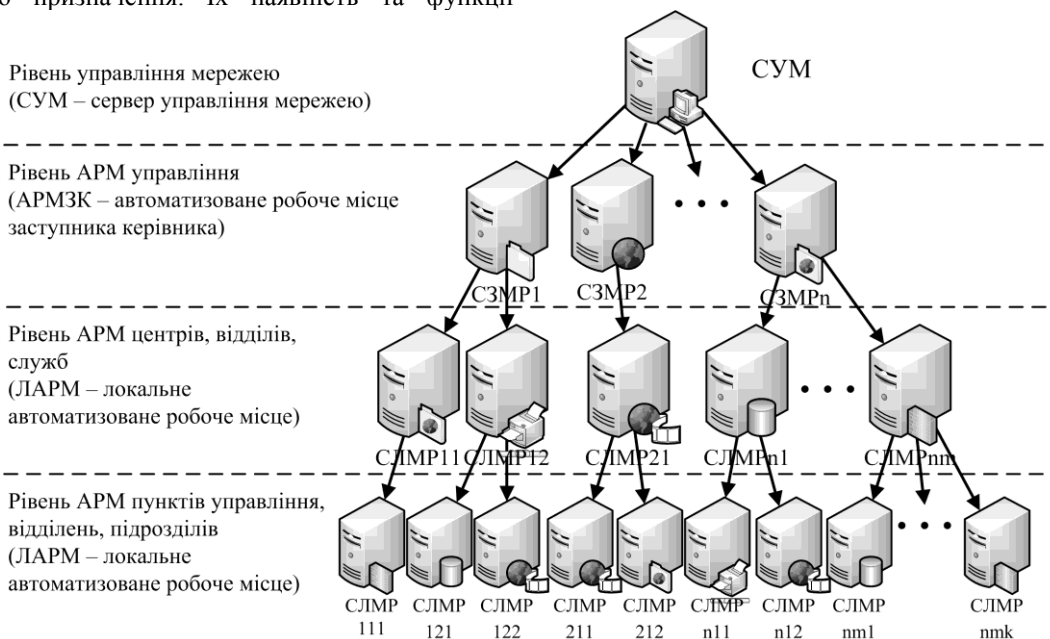 призначення. Їх наявність та функції
Рівень управління мережею
(СУМ – сервер управління мережею)
СУМ
Рівень АРМ управління
(АРМЗК – автоматизоване робоче місце
заступника керівника)
• • •
СЗМР1 СЗМР2 СЗМРn
Рівень АРМ центрів, відділів,
служб
(ЛАРМ – локальне
автоматизоване робоче місце)
• • •
СЛМР11 СЛМР12 СЛМР21 СЛМРn1 СЛМРnm
Рівень АРМ пунктів управління,
відділень, підрозділів
(ЛАРМ – локальне
автоматизоване робоче місце)
• • •
СЛМР СЛМР СЛМР СЛМР СЛМР СЛМР СЛМР СЛМР СЛМР
111 121 122 211 212 n11 n12 nm1 nmk